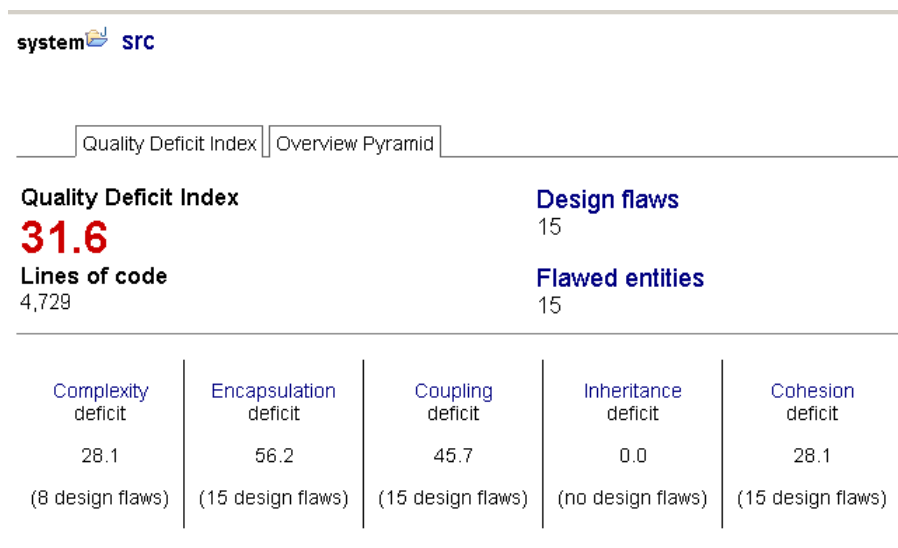 system src
Quality Deficit Index Overview Pyramid
Quality Deficit Index
31.6
Lines of code
4,729
Design flaws
15
Flawed entities
15
Complexity
deficit
28.1
(8 design flaws)
Encapsulation
deficit
56.2
(15 design flaws)
Coupling
deficit
45.7
(15 design flaws)
Inheritance
deficit
0.0
(no design flaws)
Cohesion
deficit
28.1
(15 design flaws)